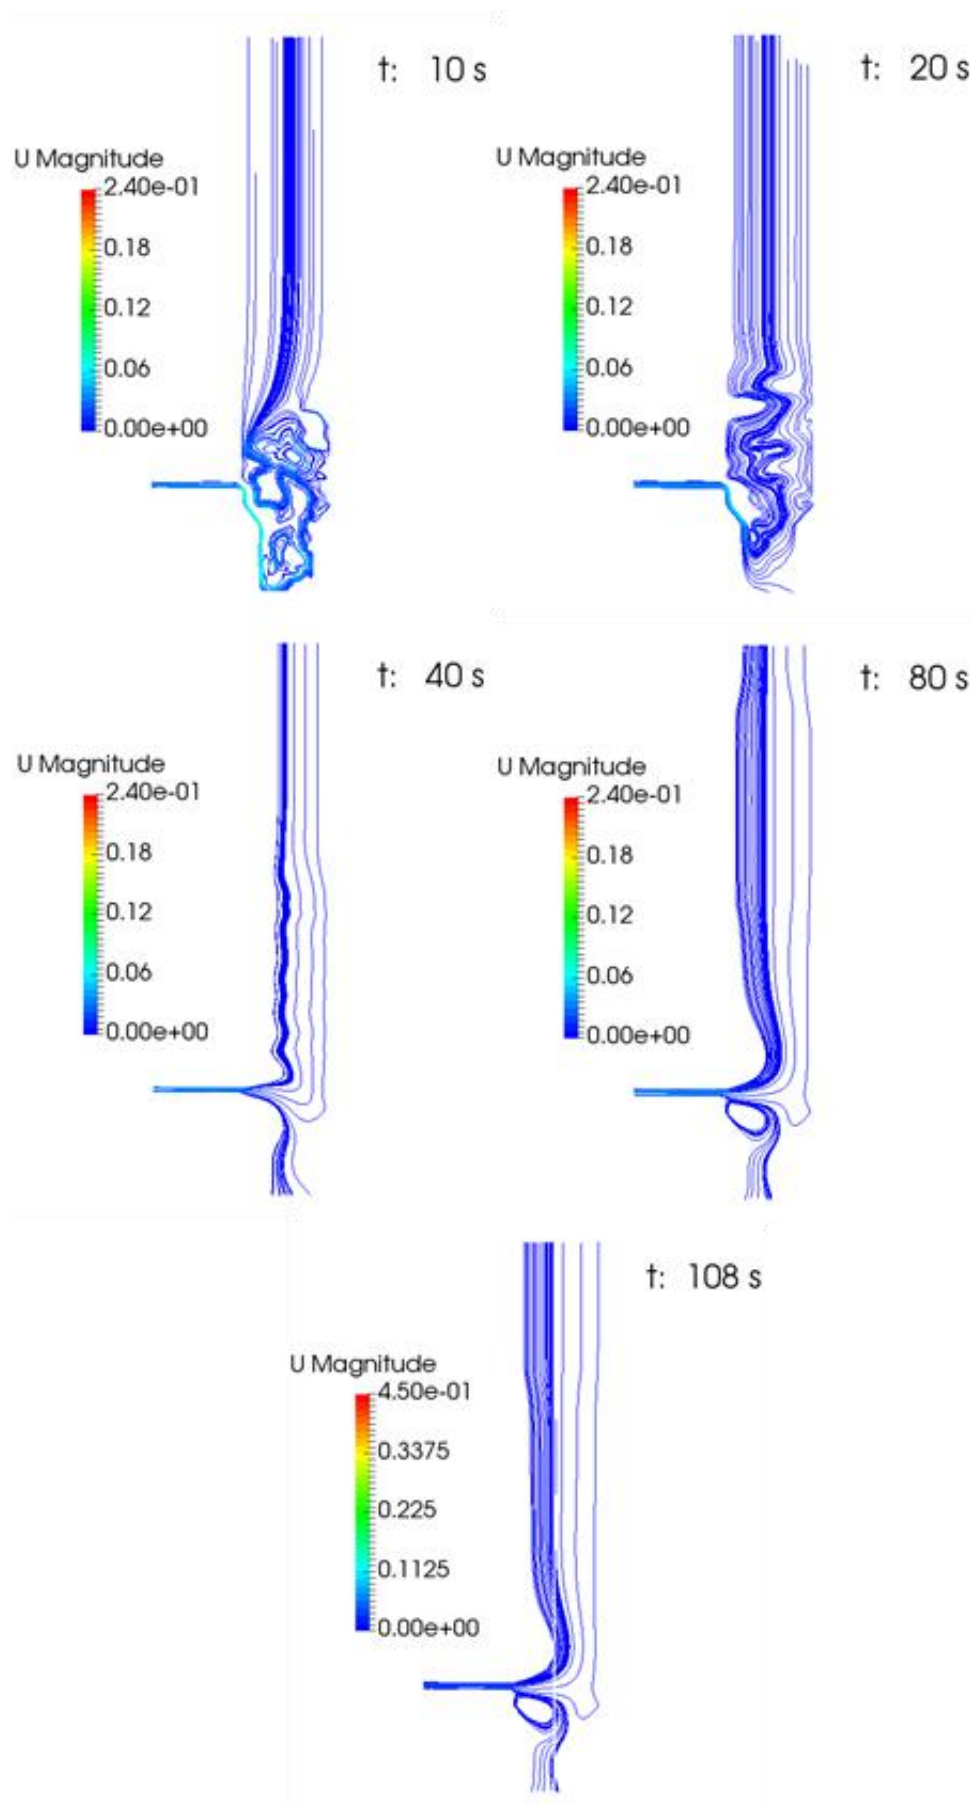 t: 10 s
U Magnitude
2.40e-01
0.18
0.12
0.06
0.00e+00
t: 20 s
U Magnitude
2.40e-01
0.18
0.12
0.06
0.00e+00
t: 40 s
U Magnitude
2.40e-01
0.18
0.12
0.06
0.00e+00
t: 80 s
U Magnitude
2.40e-01
0.18
0.12
0.06
0.00e+00
t: 108 s
U Magnitude
4.50e-01
0.3375
0.225
0.1125
0.00e+00